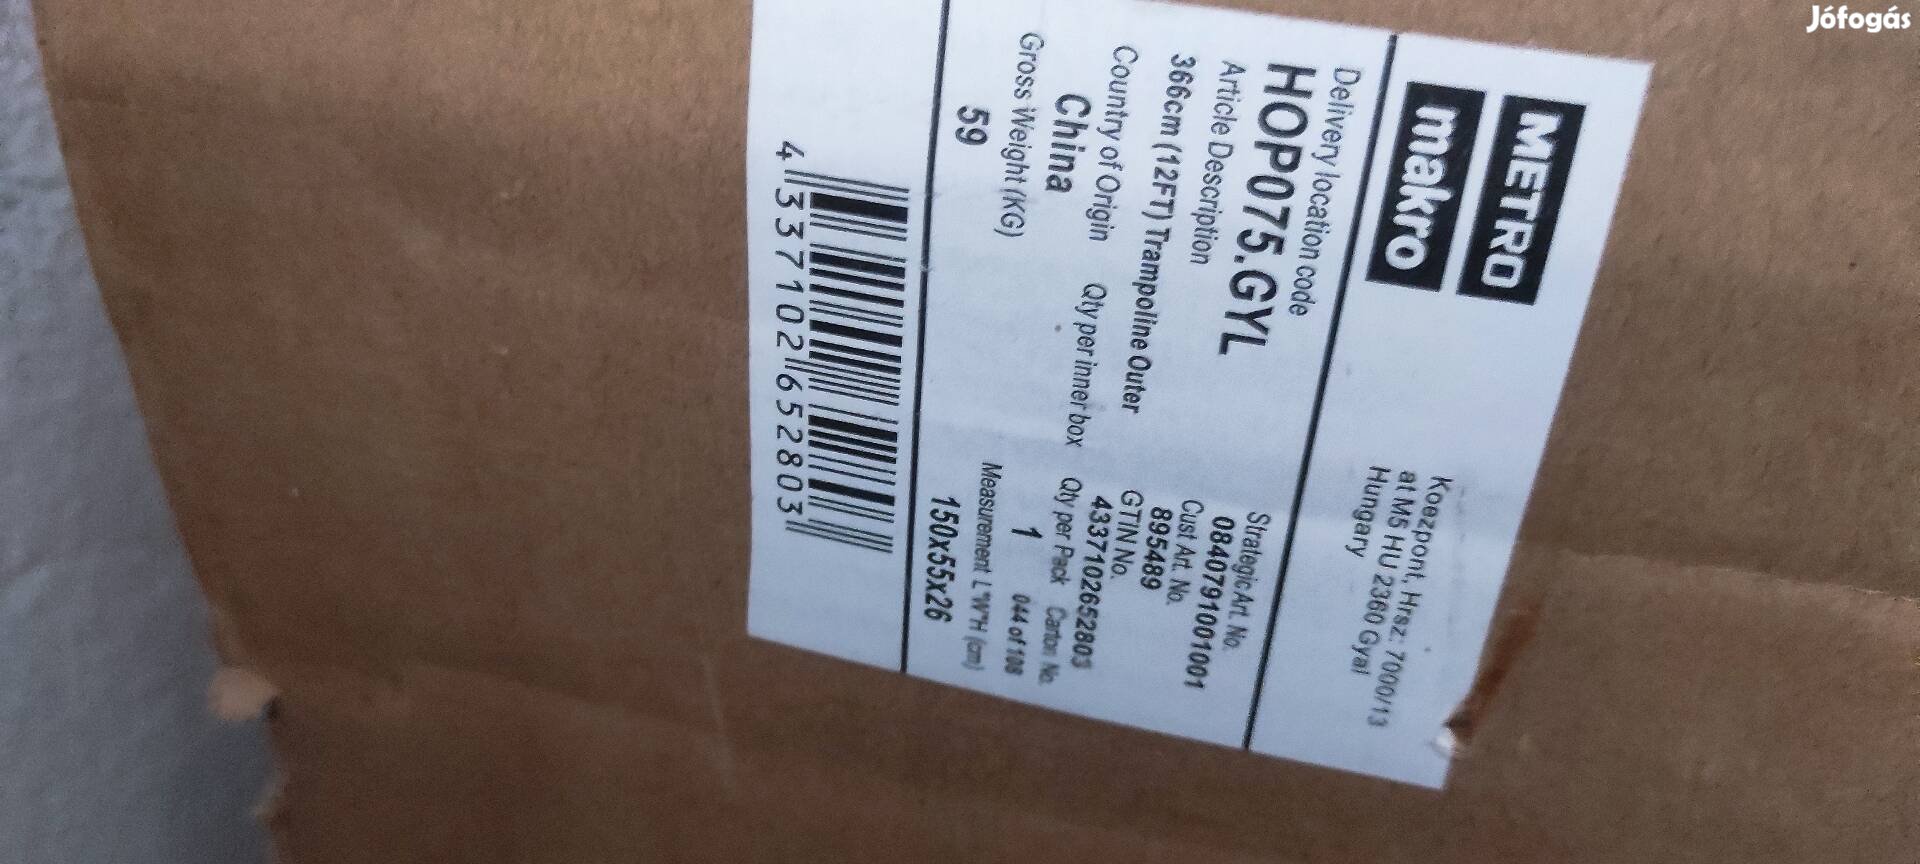 METRO
makro
Koezpont, Hrsz: 7000/13
at M5 HU 2360 Gyal
Hungary
Delivery location code
HOP075.GYL
Article Description
366cm (12FT) Trampoline Outer
Country of Origin
China
Qty per inner box
Gross Weight (KG)
59
Strategic Art. No.
0840791001001
Cust Art. No.
895489
GTIN No.
4337102652803
Qty per Pack
1
Carton No.
044 of 108
Measurement L*W*H (cm)
150x55x26
4337102652803
Jófogás